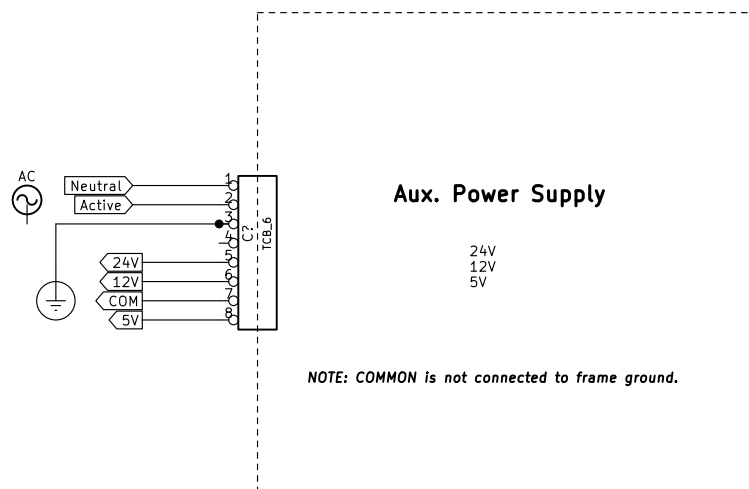 AC
Neutral
Active
24V
12V
COM
5V
1
2
3
4
5
6
7
8
C?
TCB_6
Aux. Power Supply
24V
12V
5V
NOTE: COMMON is not connected to frame ground.